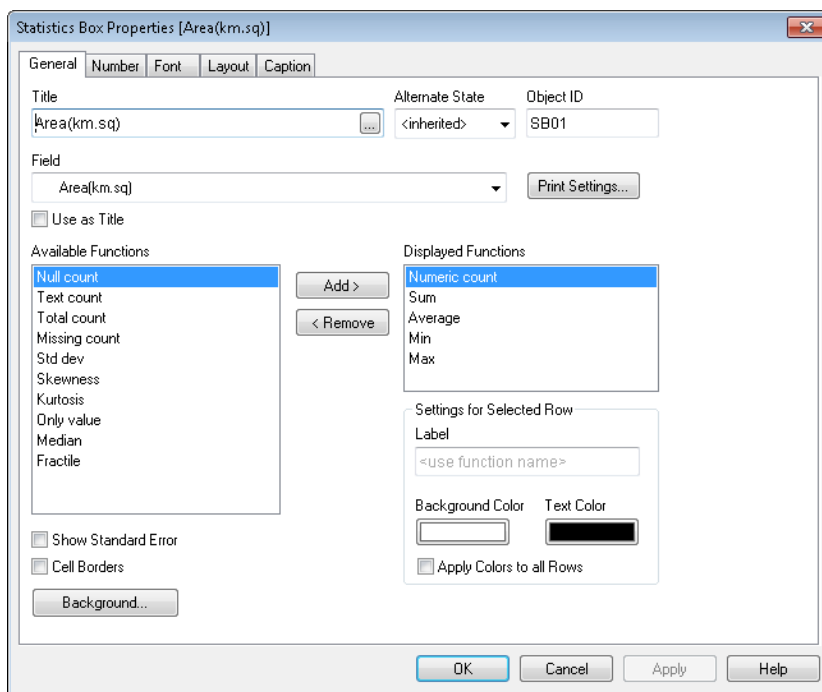 Statistics Box Properties [Area(km.sq)]
General Number Font Layout Caption
Title Alternate State Object ID
Area(km.sq) ... <inherited> SB01
Field
Area(km.sq) Print Settings...
Use as Title
Available Functions Displayed Functions
Null count Add > Numeric count
Text count Sum
Total count < Remove Average
Missing count Min
Std dev Max
Skewness
Kurtosis Settings for Selected Row
Only value Label
Median <use function name>
Fractile
Background Color Text Color
Show Standard Error
Cell Borders Apply Colors to all Rows
Background...
OK Cancel Apply Help